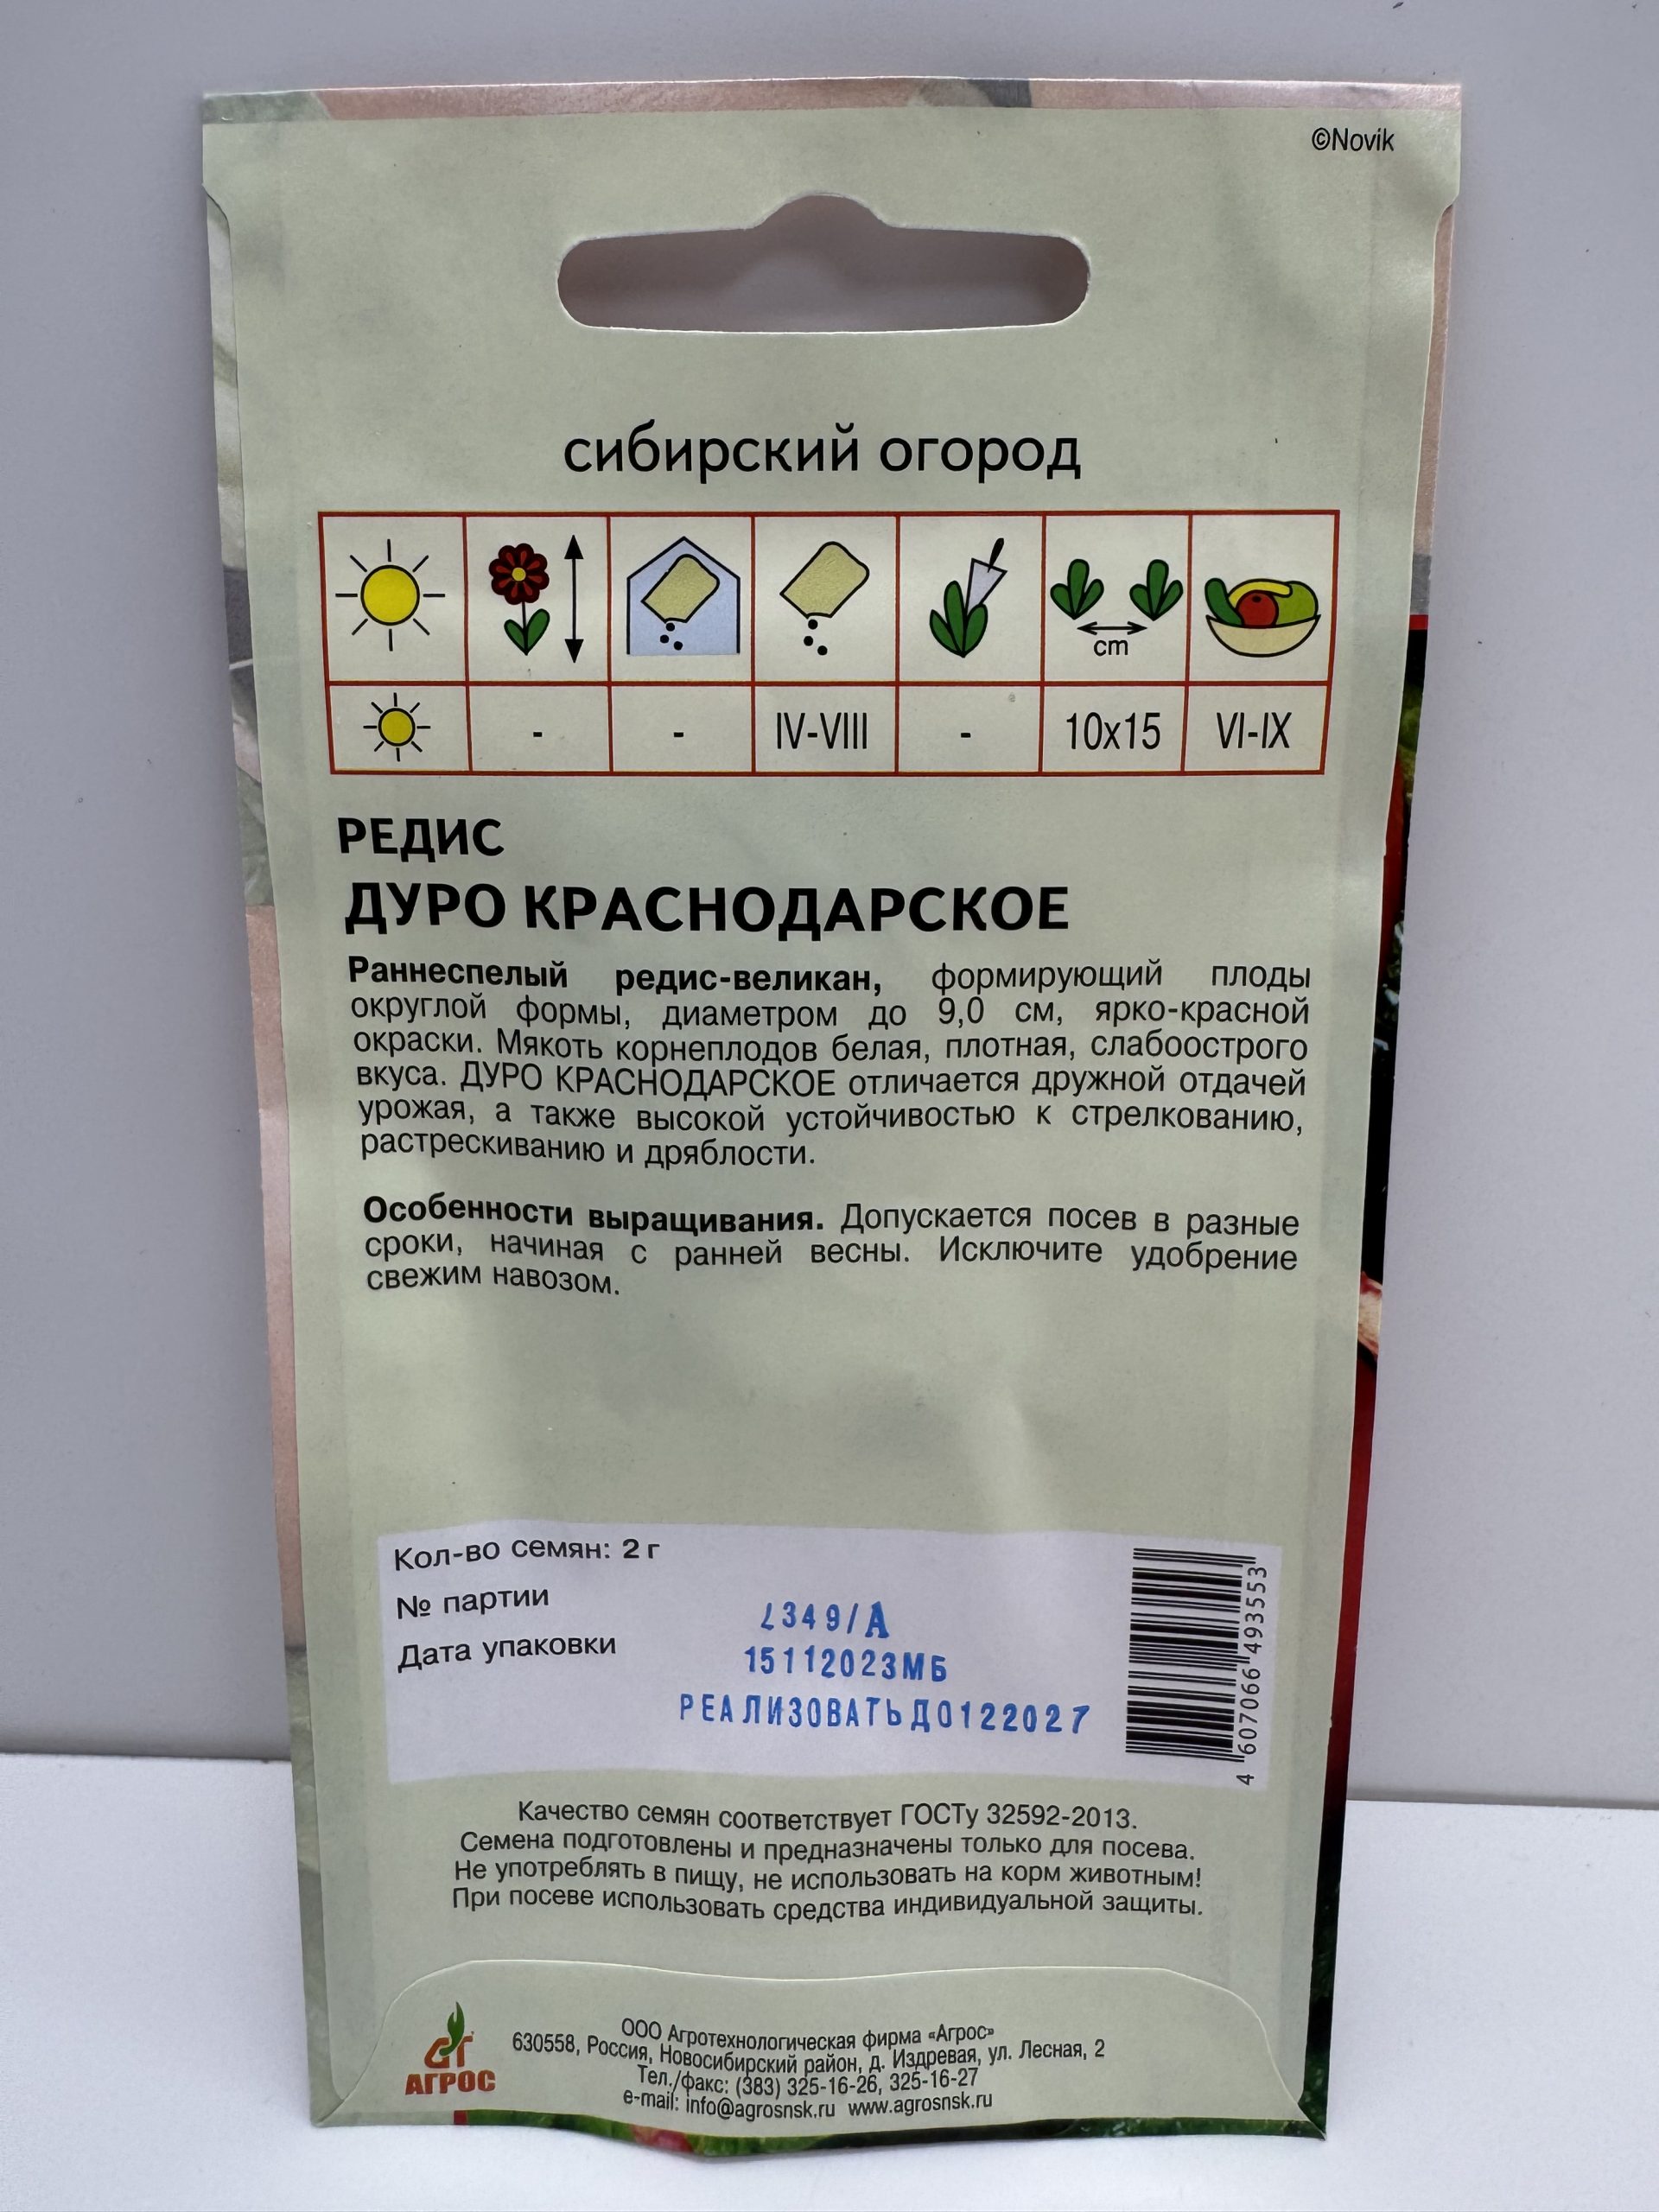 ©Novik
сибирский огород
cm
- - IV-VIII - 10x15 VI-IX
РЕДИС
ДУРО КРАСНОДАРСКОЕ
Раннеспелый редис-великан, формирующий плоды
округлой формы, диаметром до 9,0 см, ярко-красной
окраски. Мякоть корнеплодов белая, плотная, слабоострого
вкуса. ДУРО КРАСНОДАРСКОЕ отличается дружной отдачей
урожая, а также высокой устойчивостью к стрелкованию,
растрескиванию и дряблости.
Особенности выращивания. Допускается посев в разные
сроки, начиная с ранней весны. Исключите удобрение
свежим навозом.
Кол-во семян: 2 г
№ партии L349/А
Дата упаковки 15112023МБ
РЕАЛИЗОВАТЬДО122027
4 607066 493553
Качество семян соответствует ГОСТу 32592-2013.
Семена подготовлены и предназначены только для посева.
Не употреблять в пищу, не использовать на корм животным!
При посеве использовать средства индивидуальной защиты.
АГРОС
ООО Агротехнологическая фирма «Агрос»
630558, Россия, Новосибирский район, д. Издревая, ул. Лесная, 2
Тел./факс: (383) 325-16-26, 325-16-27
e-mail: info@agrosnsk.ru www.agrosnsk.ru